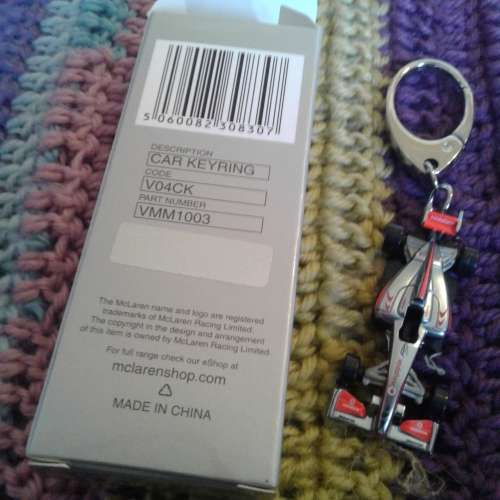 5 060082 308307
DESCRIPTION
CAR KEYRING
CODE
V04CK
PART NUMBER
VMM1003
The McLaren name and logo are registered
trademarks of McLaren Racing Limited.
The copyright in the design and arrangement
of this item is owned by McLaren Racing Limited
For full range check our eShop at
mclarenshop.com
MADE IN CHINA